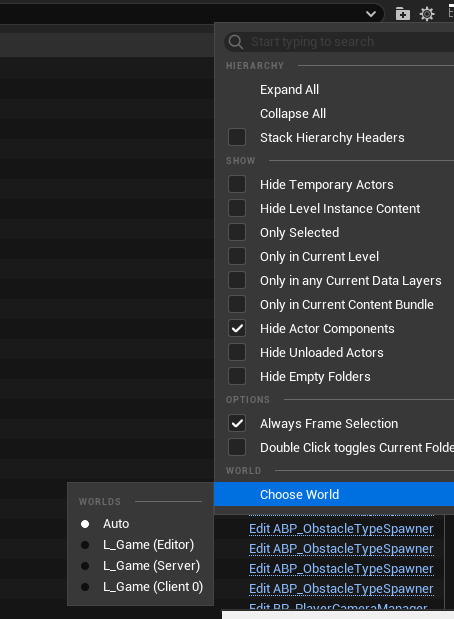 Start typing to search
HIERARCHY
Expand All
Collapse All
Stack Hierarchy Headers
SHOW
Hide Temporary Actors
Hide Level Instance Content
Only Selected
Only in Current Level
Only in any Current Data Layers
Only in Current Content Bundle
Hide Actor Components
Hide Unloaded Actors
Hide Empty Folders
OPTIONS
Always Frame Selection
Double Click toggles Current Folde
WORLD
Choose World
WORLDS
Auto
L_Game (Editor)
L_Game (Server)
L_Game (Client 0)
Edit ABP_ObstacleTypeSpawner
Edit ABP_ObstacleTypeSpawner
Edit ABP_ObstacleTypeSpawner
Edit ABP_ObstacleTypeSpawner
Edit BP_PlayerCameraManager